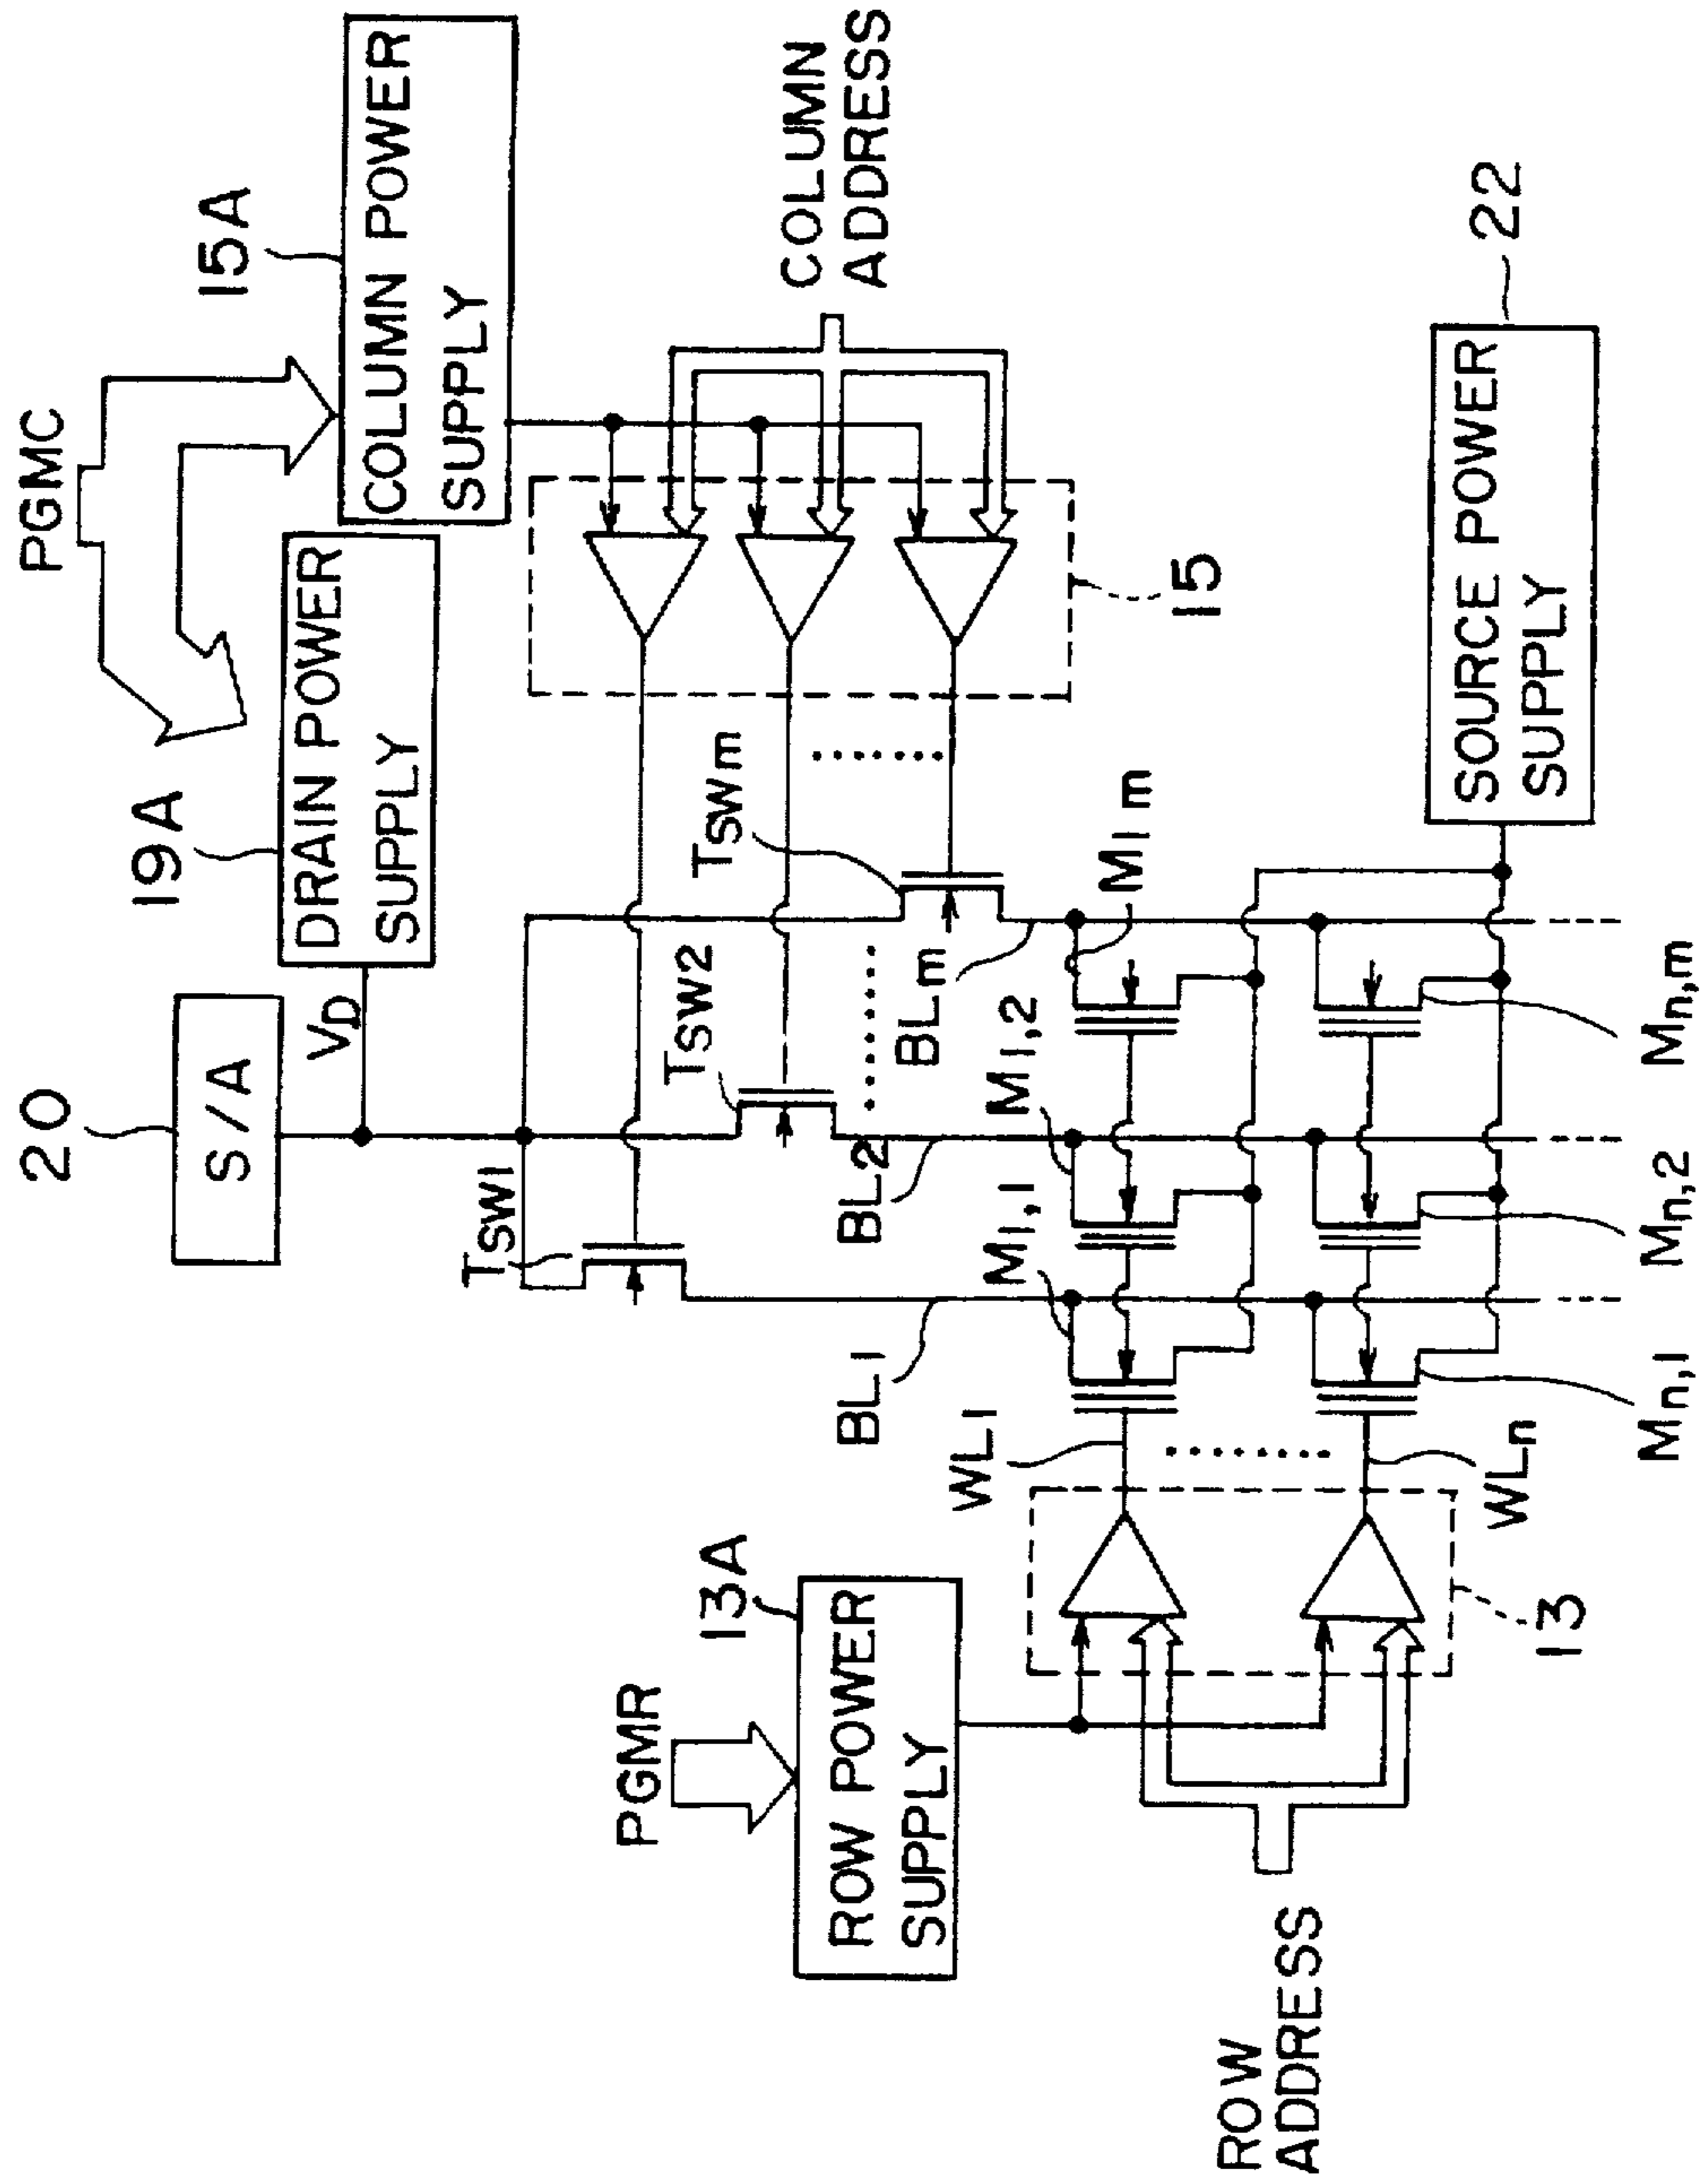 PGMC
15A
COLUMN POWER
SUPPLY
19A
DRAIN POWER
SUPPLY
20
S/A
VD
COLUMN
ADDRESS
15
TSW1
TSW2
TSWm
BL1
BL2
BLm
M1,1
M1,2
M1m
22
SOURCE POWER
SUPPLY
PGMR
13A
ROW POWER
SUPPLY
WL1
WLn
13
ROW
ADDRESS
Mn,1
Mn,2
Mn,m